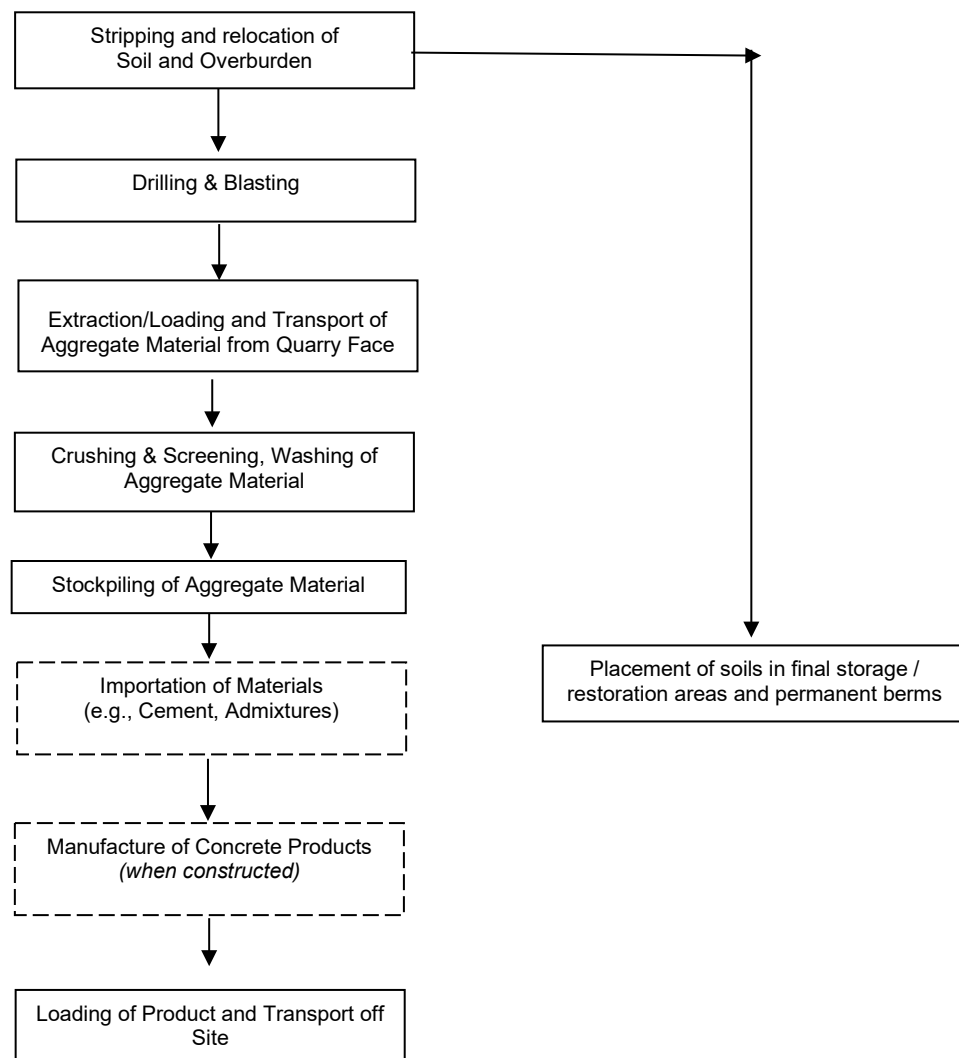 Stripping and relocation of
Soil and Overburden
Drilling & Blasting
Extraction/Loading and Transport of
Aggregate Material from Quarry Face
Crushing & Screening, Washing of
Aggregate Material
Stockpiling of Aggregate Material
Importation of Materials
(e.g., Cement, Admixtures)
Placement of soils in final storage /
restoration areas and permanent berms
Manufacture of Concrete Products
(when constructed)
Loading of Product and Transport off
Site